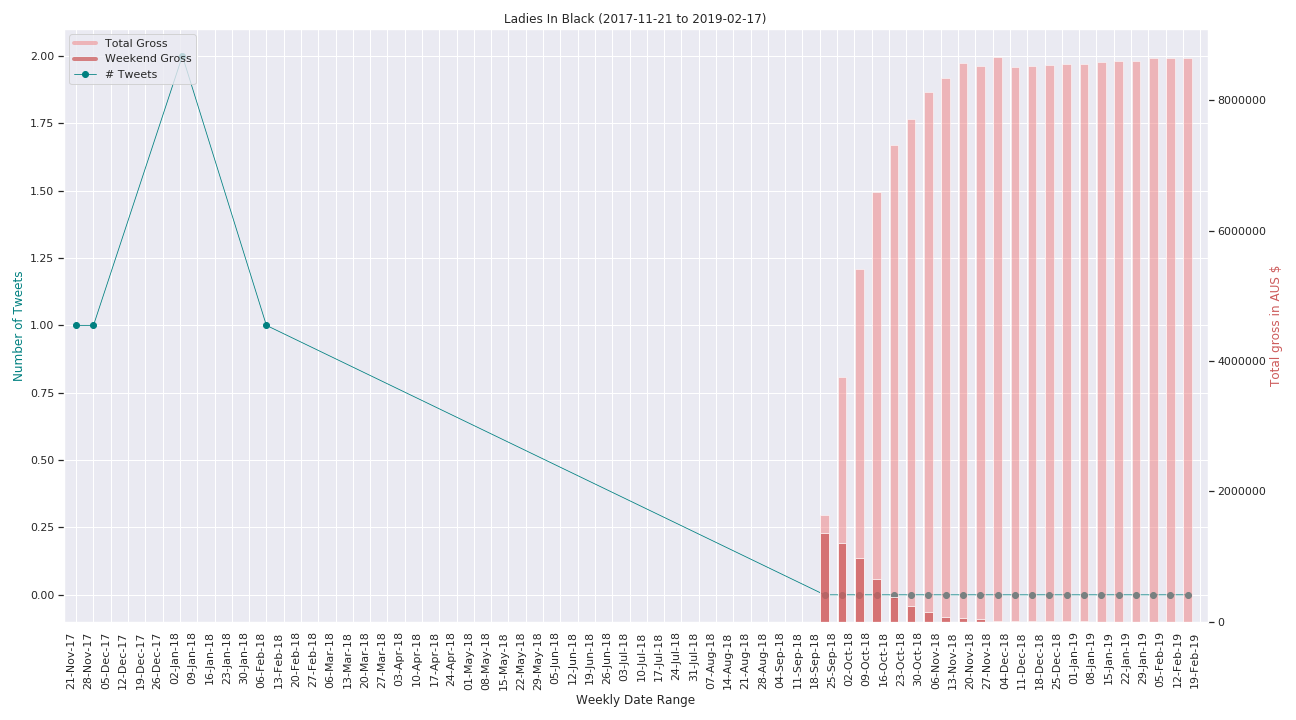 Ladies In Black (2017-11-21 to 2019-02-17)
Total Gross
Weekend Gross
# Tweets
Number of Tweets
2.00
1.75
1.50
1.25
1.00
0.75
0.50
0.25
0.00
8000000
6000000
4000000
2000000
0
Total gross in AUS $
21-Nov-17
28-Nov-17
05-Dec-17
12-Dec-17
19-Dec-17
26-Dec-17
02-Jan-18
09-Jan-18
16-Jan-18
23-Jan-18
30-Jan-18
06-Feb-18
13-Feb-18
20-Feb-18
27-Feb-18
06-Mar-18
13-Mar-18
20-Mar-18
27-Mar-18
03-Apr-18
10-Apr-18
17-Apr-18
24-Apr-18
01-May-18
08-May-18
15-May-18
22-May-18
29-May-18
05-Jun-18
12-Jun-18
19-Jun-18
26-Jun-18
03-Jul-18
10-Jul-18
17-Jul-18
24-Jul-18
31-Jul-18
07-Aug-18
14-Aug-18
21-Aug-18
28-Aug-18
04-Sep-18
11-Sep-18
18-Sep-18
25-Sep-18
02-Oct-18
09-Oct-18
16-Oct-18
23-Oct-18
30-Oct-18
06-Nov-18
13-Nov-18
20-Nov-18
27-Nov-18
04-Dec-18
11-Dec-18
18-Dec-18
25-Dec-18
01-Jan-19
08-Jan-19
15-Jan-19
22-Jan-19
29-Jan-19
05-Feb-19
12-Feb-19
19-Feb-19
Weekly Date Range